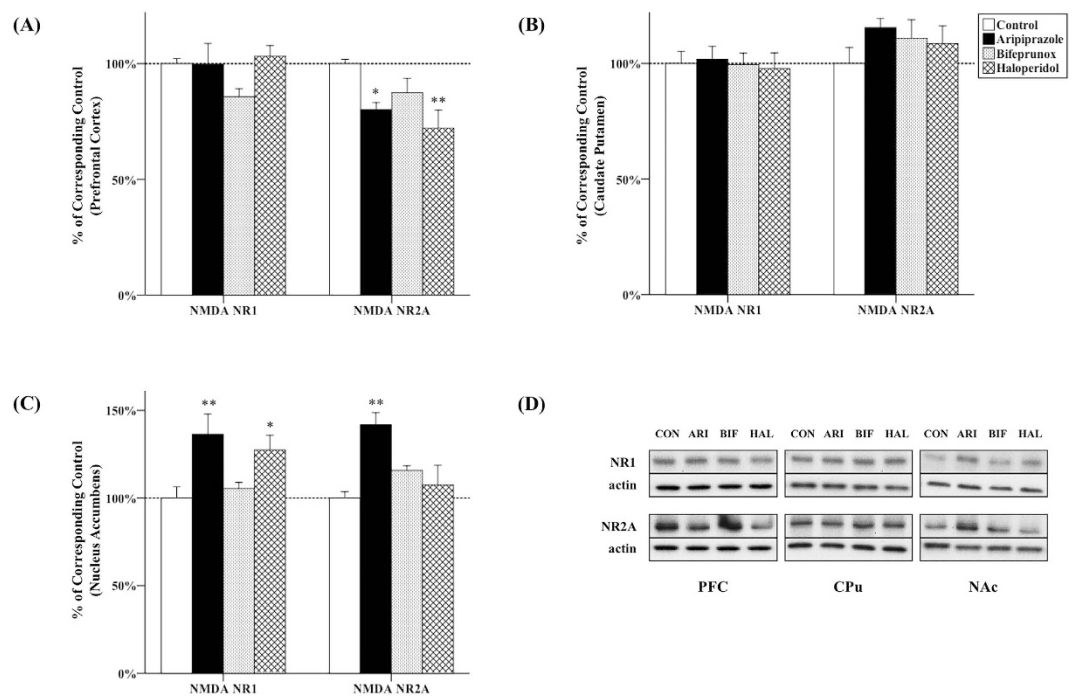 (A)
% of Corresponding Control
(Prefrontal Cortex)
100%
50%
0%
*
**
NMDA NR1
NMDA NR2A
(B)
% of Corresponding Control
(Caudate Putamen)
100%
50%
0%
NMDA NR1
NMDA NR2A
Control
Aripiprazole
Bifeprunox
Haloperidol
(C)
% of Corresponding Control
(Nucleus Accumbens)
150%
100%
50%
0%
**
*
**
NMDA NR1
NMDA NR2A
(D)
CON ARI BIF HAL CON ARI BIF HAL CON ARI BIF HAL
NR1
actin
NR2A
actin
PFC CPu NAc